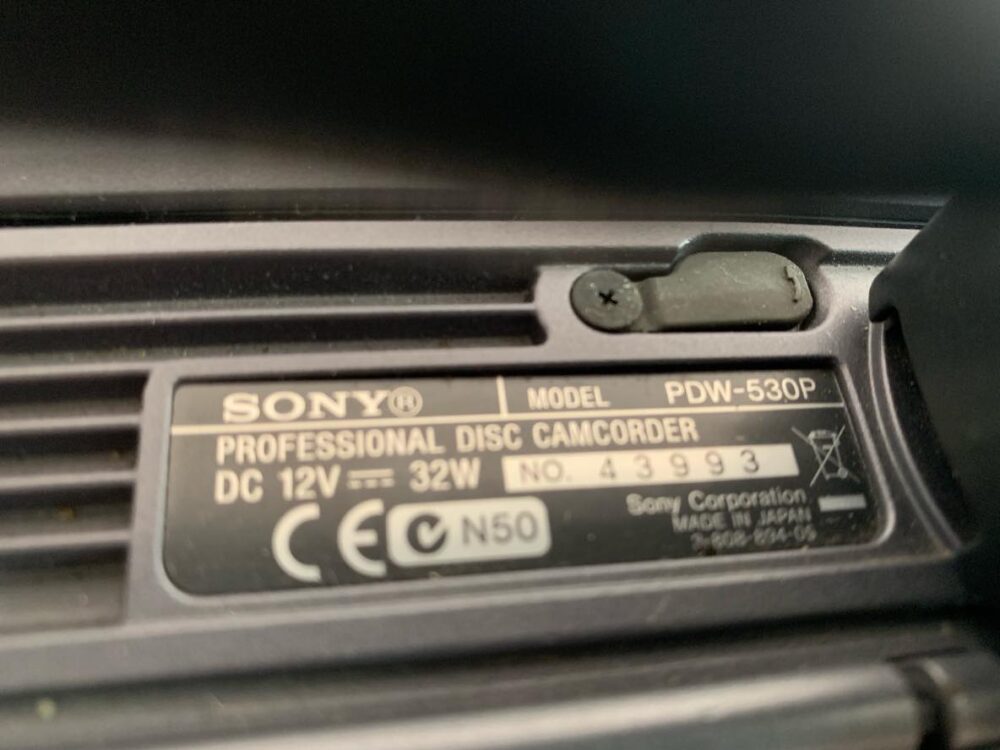 SONY® MODEL PDW-530P
PROFESSIONAL DISC CAMCORDER
DC 12V 32W NO. 43993
CE N50
Sony Corporation
MADE IN JAPAN